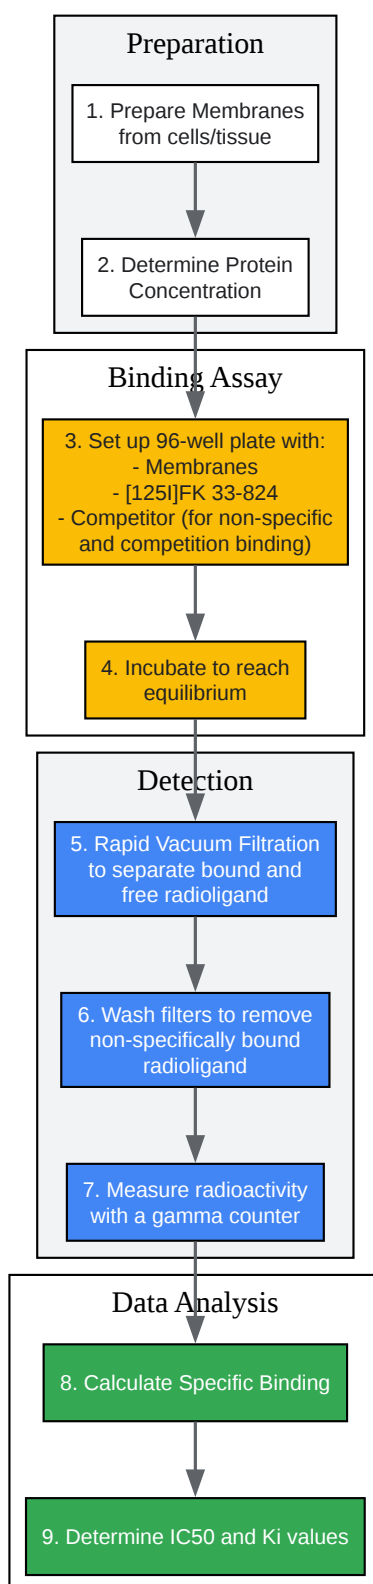 Preparation
1. Prepare Membranes
from cells/tissue
2. Determine Protein
Concentration
Binding Assay
3. Set up 96-well plate with:
- Membranes
- [125I]FK 33-824
- Competitor (for non-specific
and competition binding)
4. Incubate to reach
equilibrium
Detection
5. Rapid Vacuum Filtration
to separate bound and
free radioligand
6. Wash filters to remove
non-specifically bound
radioligand
7. Measure radioactivity
with a gamma counter
Data Analysis
8. Calculate Specific Binding
9. Determine IC50 and Ki values